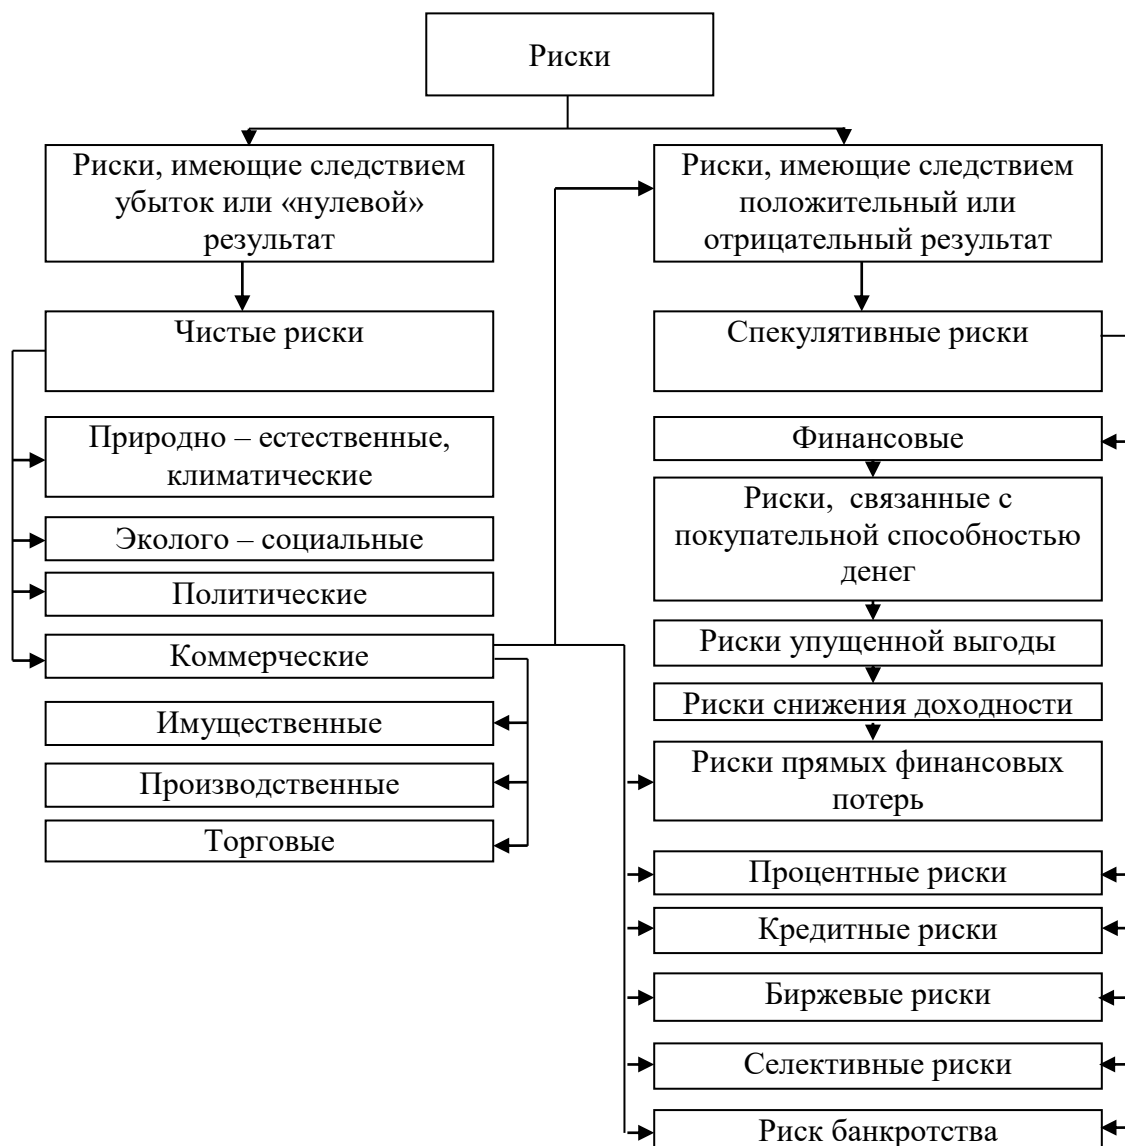 Риски
Риски, имеющие следствием
убыток или «нулевой»
результат
Чистые риски
Природно – естественные,
климатические
Эколого – социальные
Политические
Коммерческие
Имущественные
Производственные
Торговые
Риски, имеющие следствием
положительный или
отрицательный результат
Спекулятивные риски
Финансовые
Риски, связанные с
покупательной способностью
денег
Риски упущенной выгоды
Риски снижения доходности
Риски прямых финансовых
потерь
Процентные риски
Кредитные риски
Биржевые риски
Селективные риски
Риск банкротства